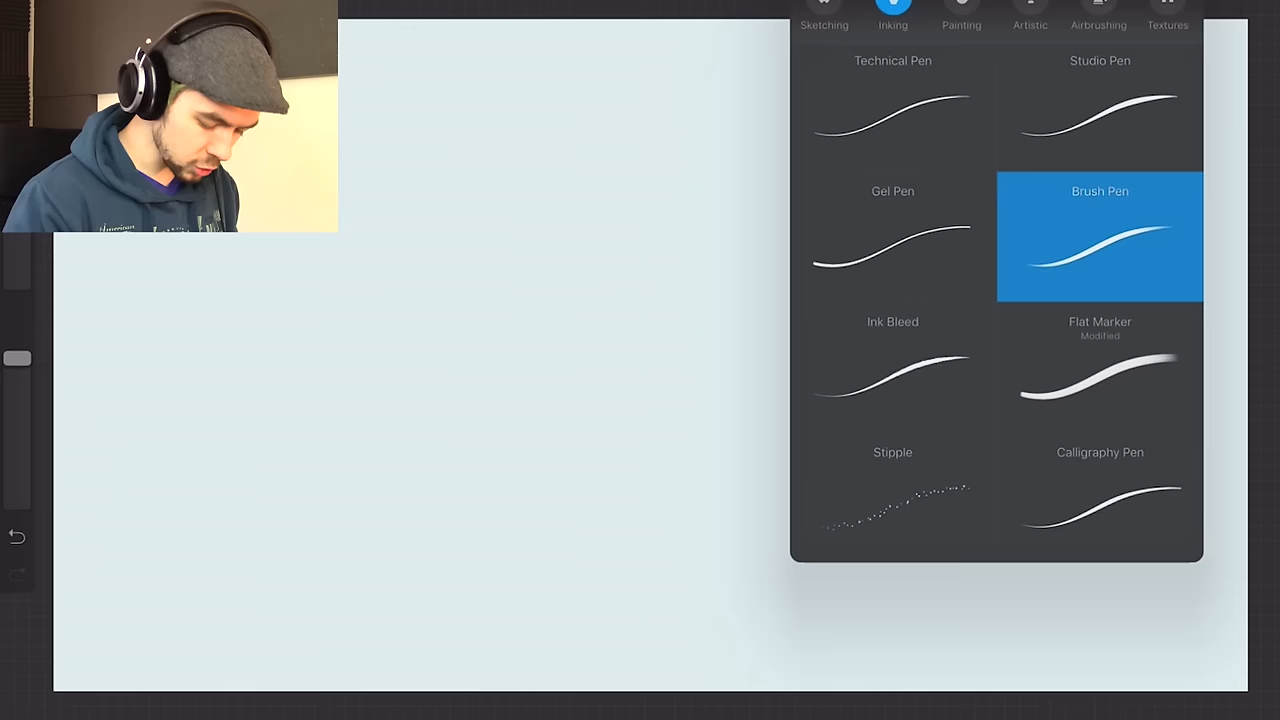 Sketching Inking Painting Artistic Airbrushing Textures
Technical Pen Studio Pen
Gel Pen Brush Pen
Ink Bleed Flat Marker
Modified
Stipple Calligraphy Pen
American